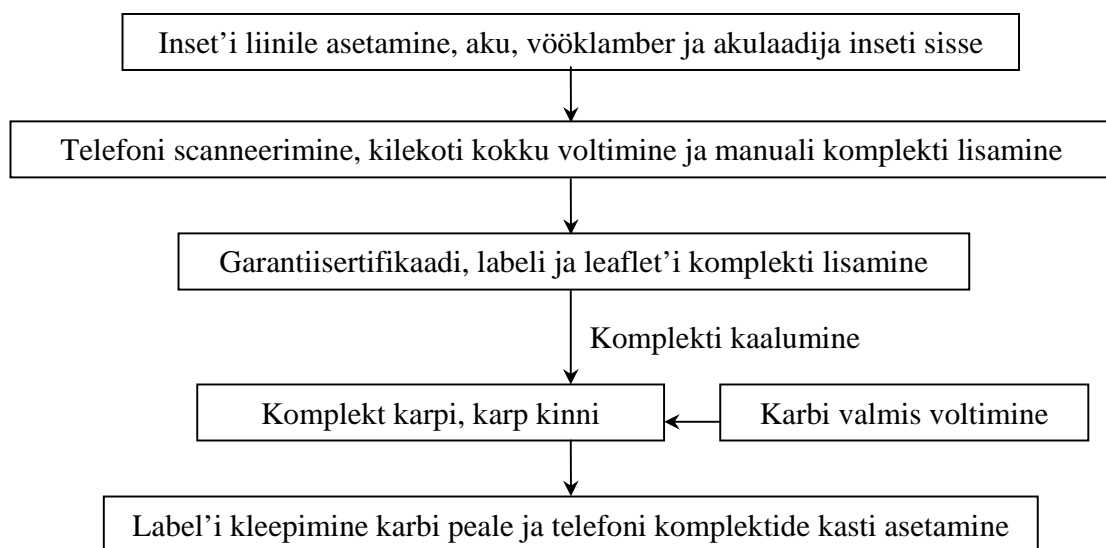 Inset’i liinile asetamine, aku, vööklamber ja akulaadija inseti sisse
Telefoni scanneerimine, kilekoti kokku voltimine ja manuali komplekti lisamine
Garantiisertifikaadi, labeli ja leaflet’i komplekti lisamine
Komplekti kaalumine
Komplekt karpi, karp kinni
Karbi valmis voltimine
Label’i kleepimine karbi peale ja telefoni komplektide kasti asetamine